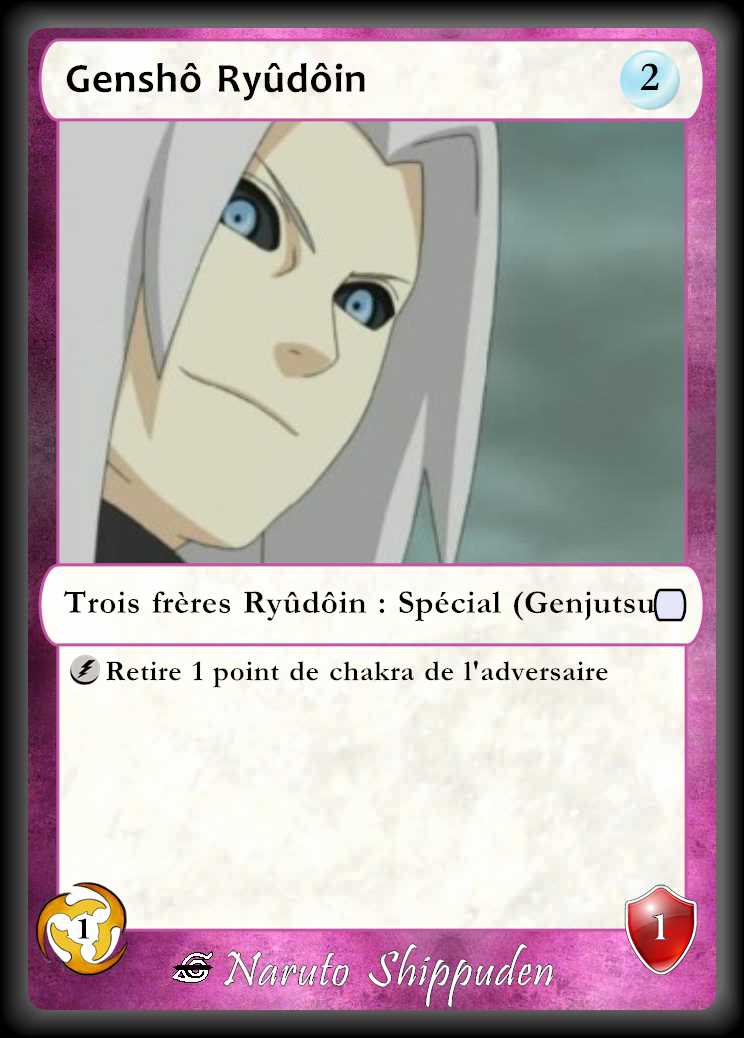 Genshô Ryûdôin
2
Trois frères Ryûdôin : Spécial (Genjutsu
Retire 1 point de chakra de l'adversaire
1
1
Naruto Shippuden